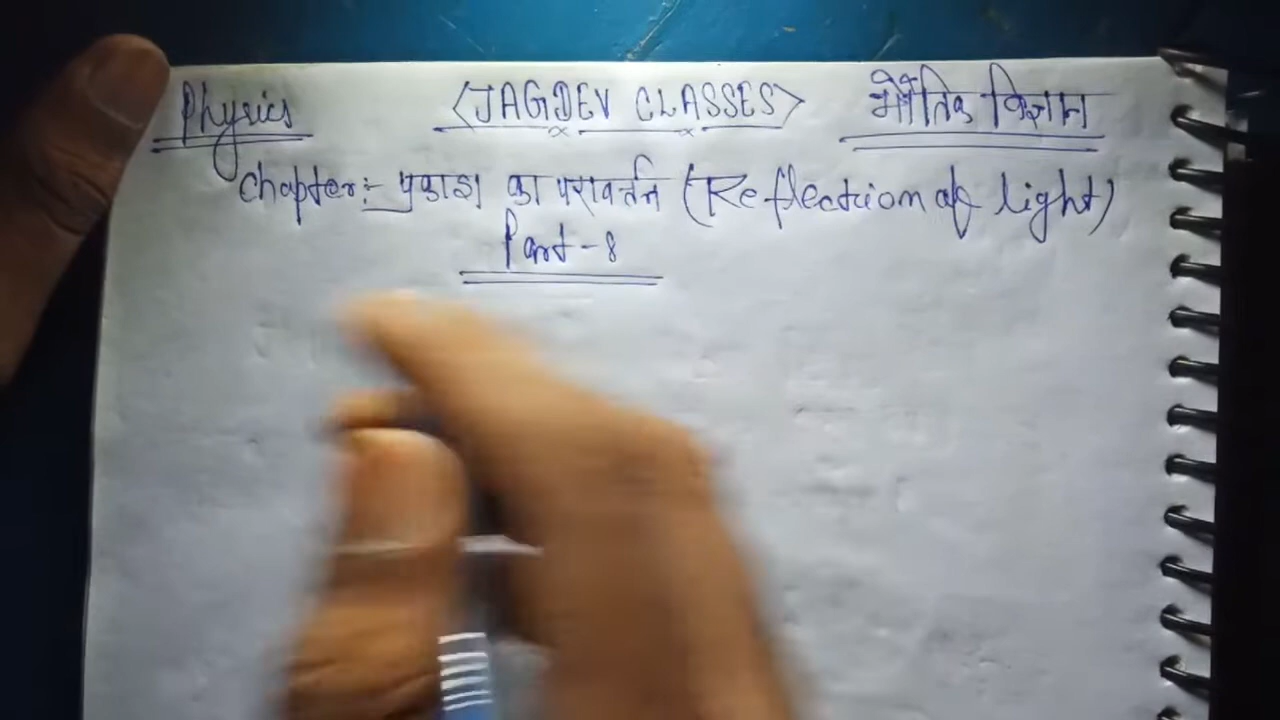 Physics <JAGDEV CLASSES> भौतिक विज्ञान
Chapter:- प्रकाश का परावर्तन (Reflection of light)
Part-8